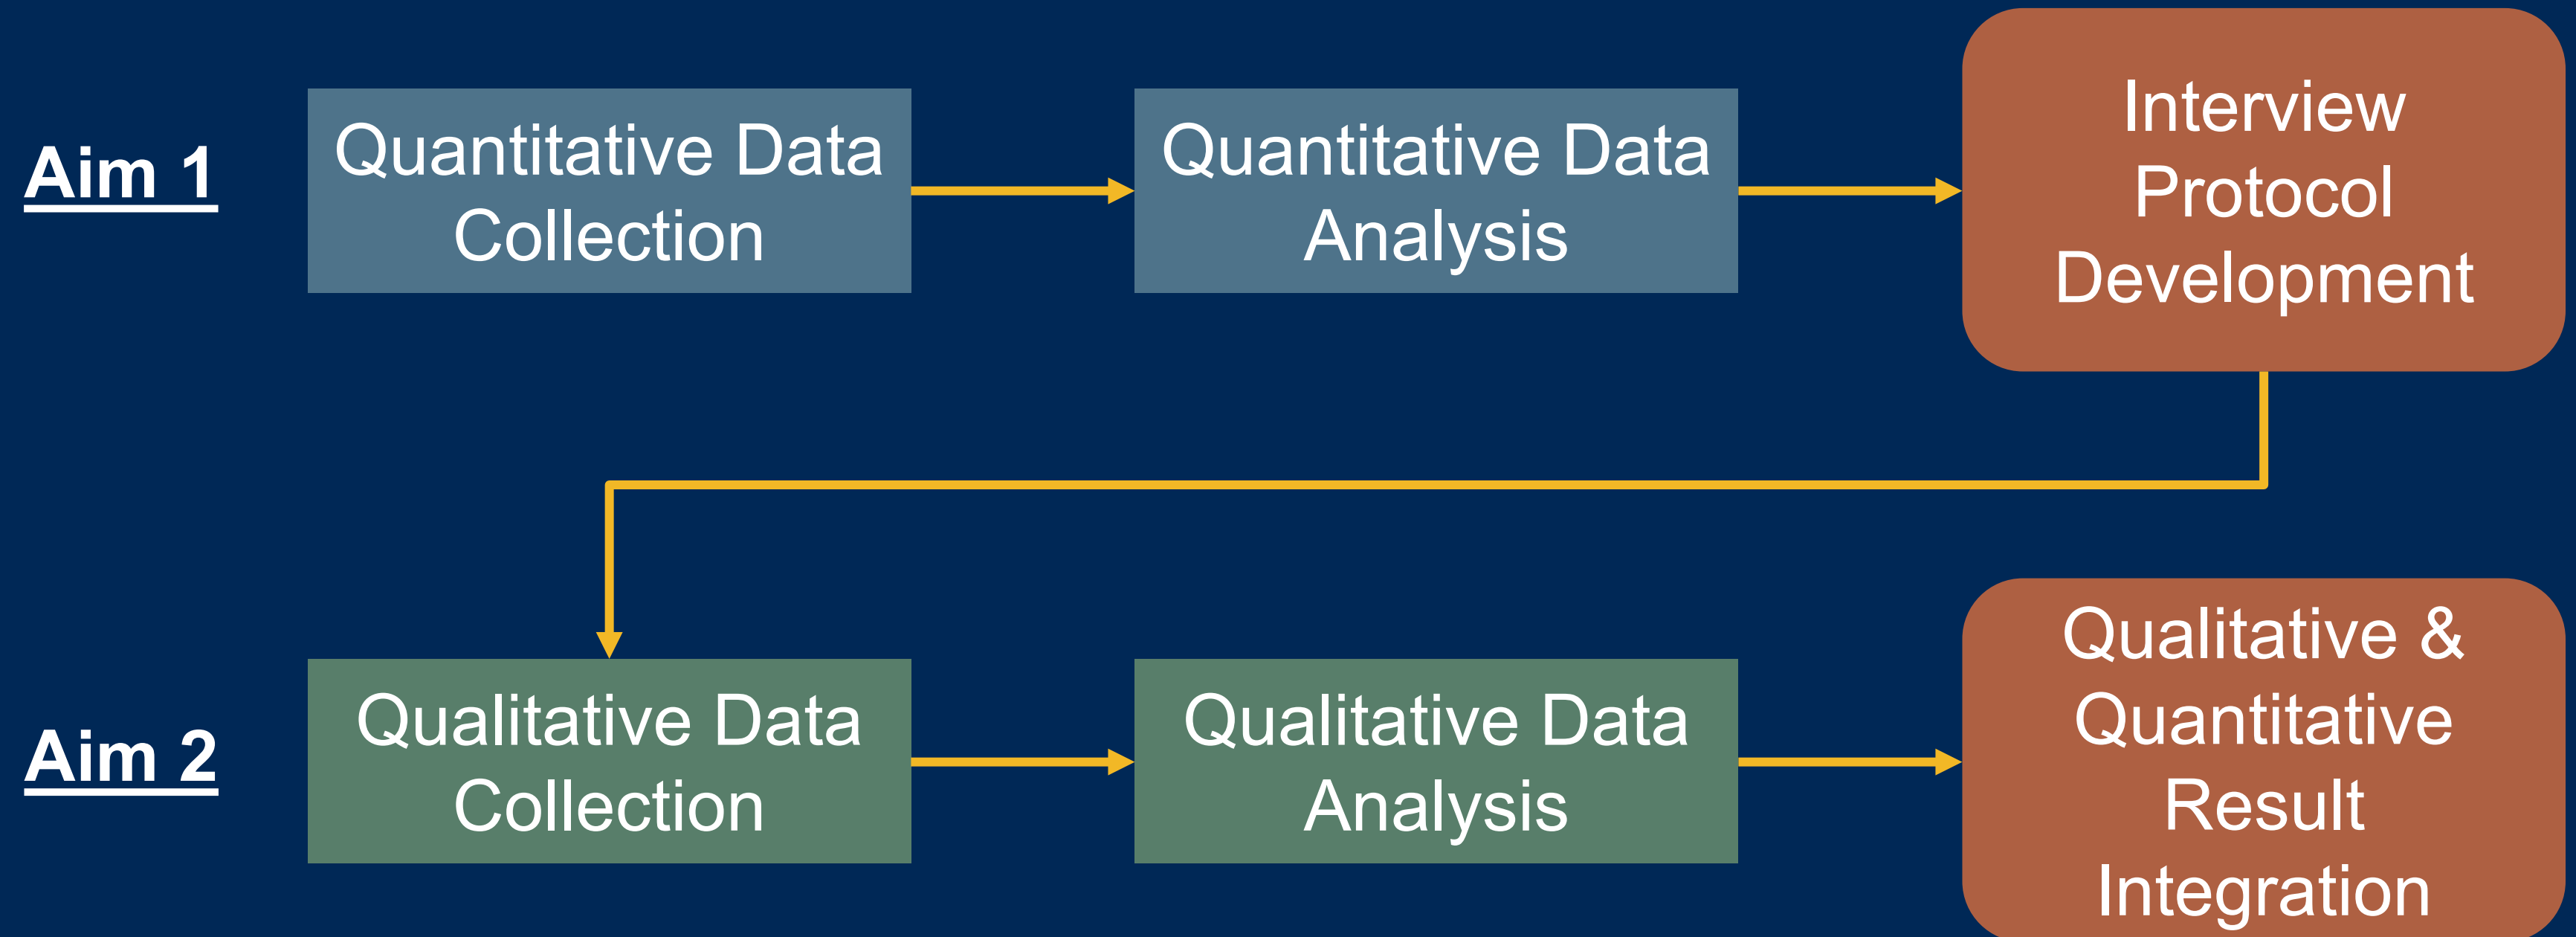 Aim 1
Quantitative Data
Collection
Quantitative Data
Analysis
Interview
Protocol
Development
Aim 2
Qualitative Data
Collection
Qualitative Data
Analysis
Qualitative &
Quantitative
Result
Integration